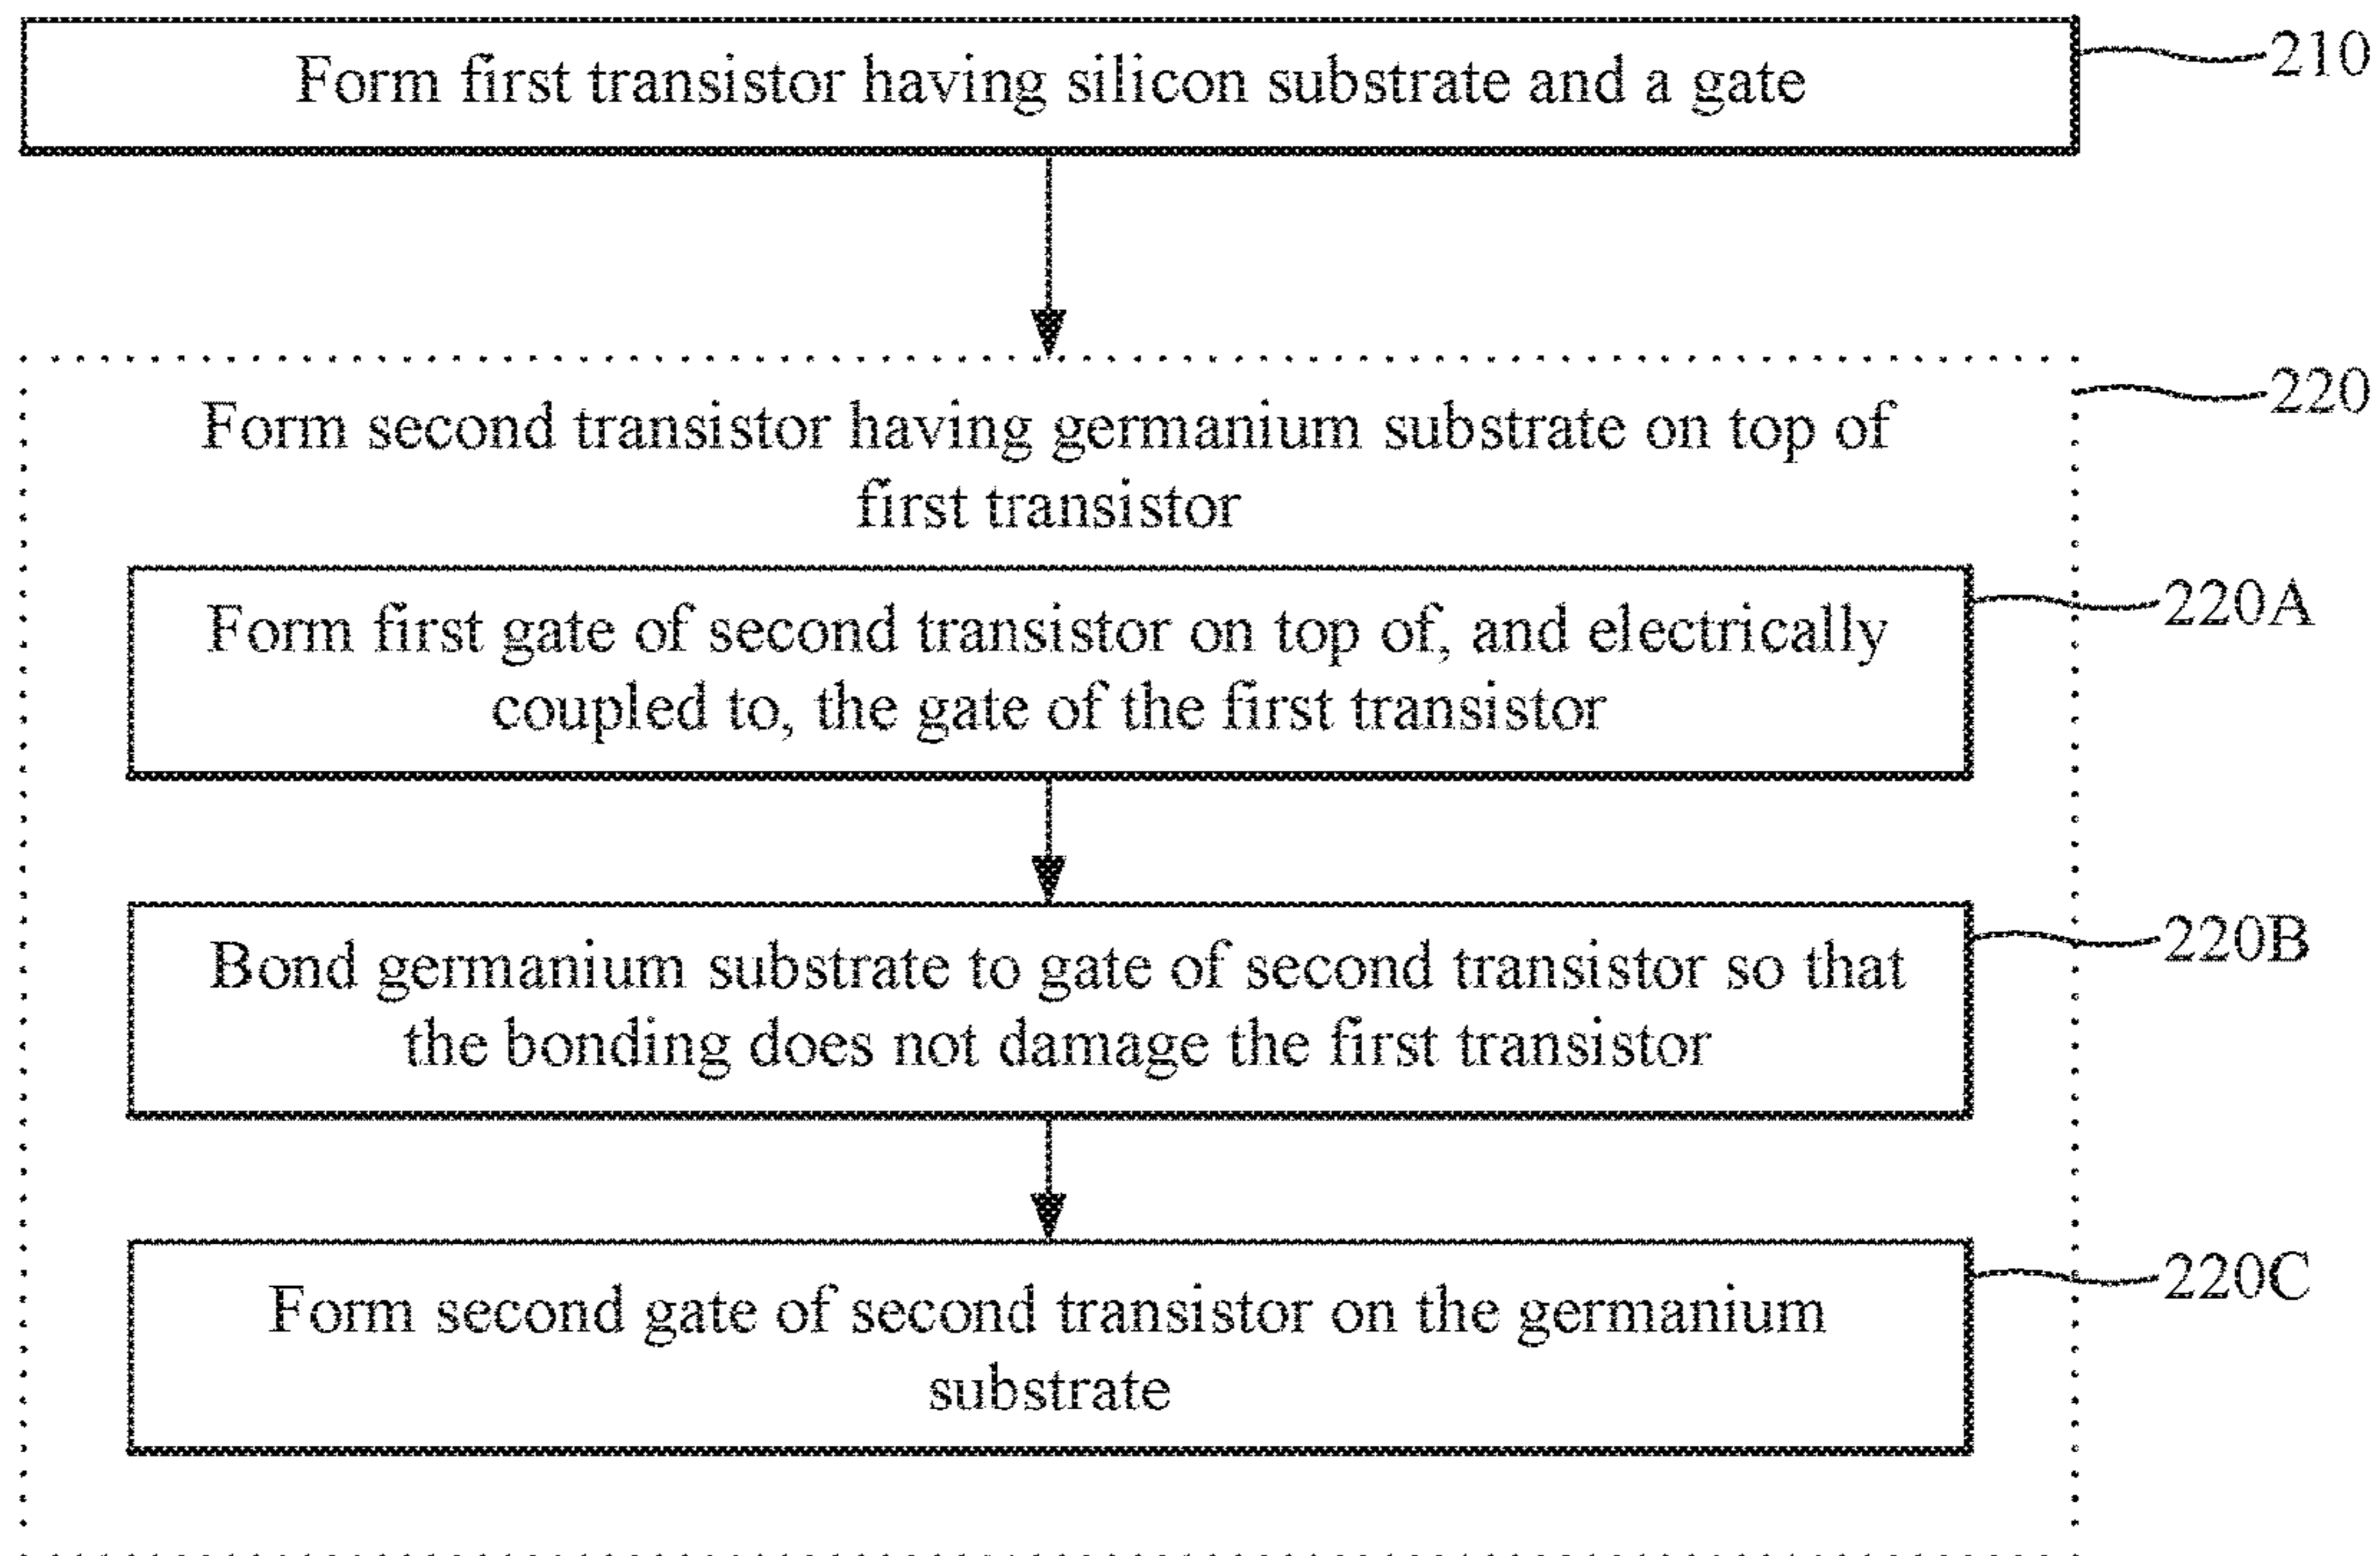 Form first transistor having silicon substrate and a gate
210
220
Form second transistor having germanium substrate on top of
first transistor
220A
Form first gate of second transistor on top of, and electrically
coupled to, the gate of the first transistor
220B
Bond germanium substrate to gate of second transistor so that
the bonding does not damage the first transistor
220C
Form second gate of second transistor on the germanium
substrate